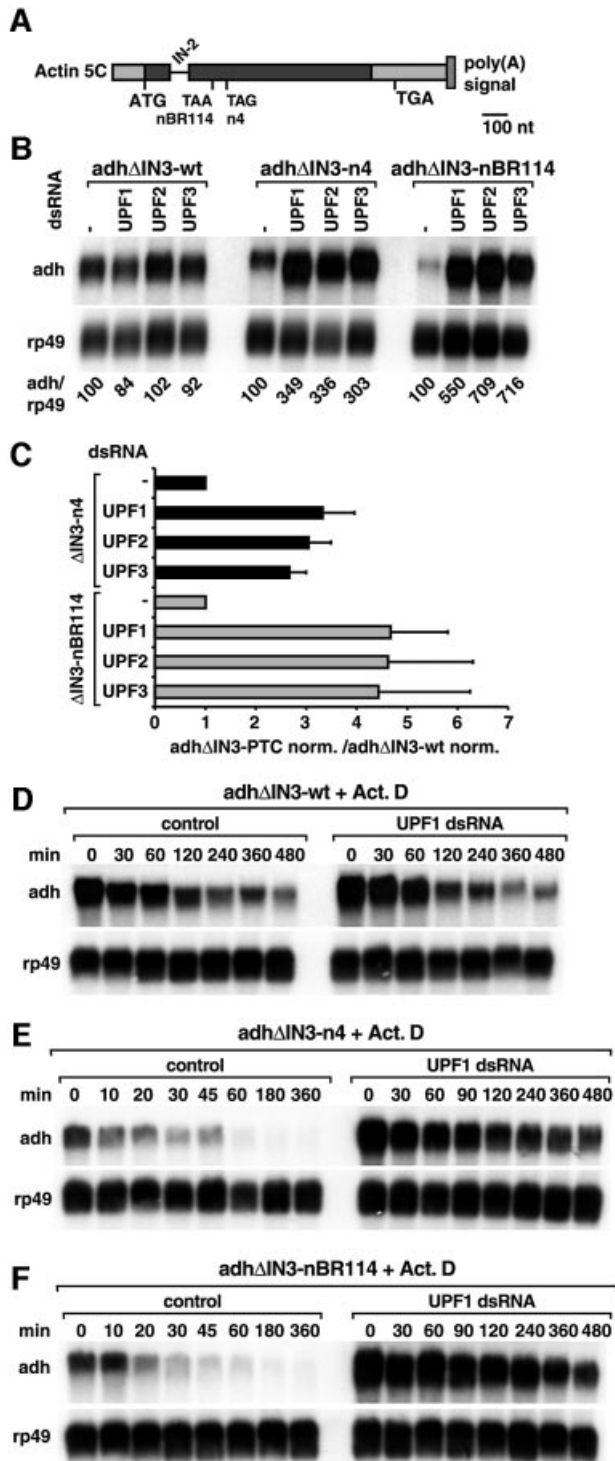 A
IN-2
Actin 5C
poly(A)
signal
ATG
TAA
TAG
TGA
nBR114
n4
100 nt
B
adhΔIN3-wt
adhΔIN3-n4
adhΔIN3-nBR114
dsRNA
- UPF1 UPF2 UPF3
- UPF1 UPF2 UPF3
- UPF1 UPF2 UPF3
adh
rp49
adh/
rp49
100 84 102 92
100 349 336 303
100 550 709 716
C
dsRNA
ΔIN3-n4
-
UPF1
UPF2
UPF3
ΔIN3-nBR114
-
UPF1
UPF2
UPF3
0 1 2 3 4 5 6 7
adhΔIN3-PTC norm. /adhΔIN3-wt norm.
D
adhΔIN3-wt + Act. D
control
UPF1 dsRNA
min 0 30 60 120 240 360 480
0 30 60 120 240 360 480
adh
rp49
E
adhΔIN3-n4 + Act. D
control
UPF1 dsRNA
min 0 10 20 30 45 60 180 360
0 30 60 90 120 240 360 480
adh
rp49
F
adhΔIN3-nBR114 + Act. D
control
UPF1 dsRNA
min 0 10 20 30 45 60 180 360
0 30 60 90 120 240 360 480
adh
rp49